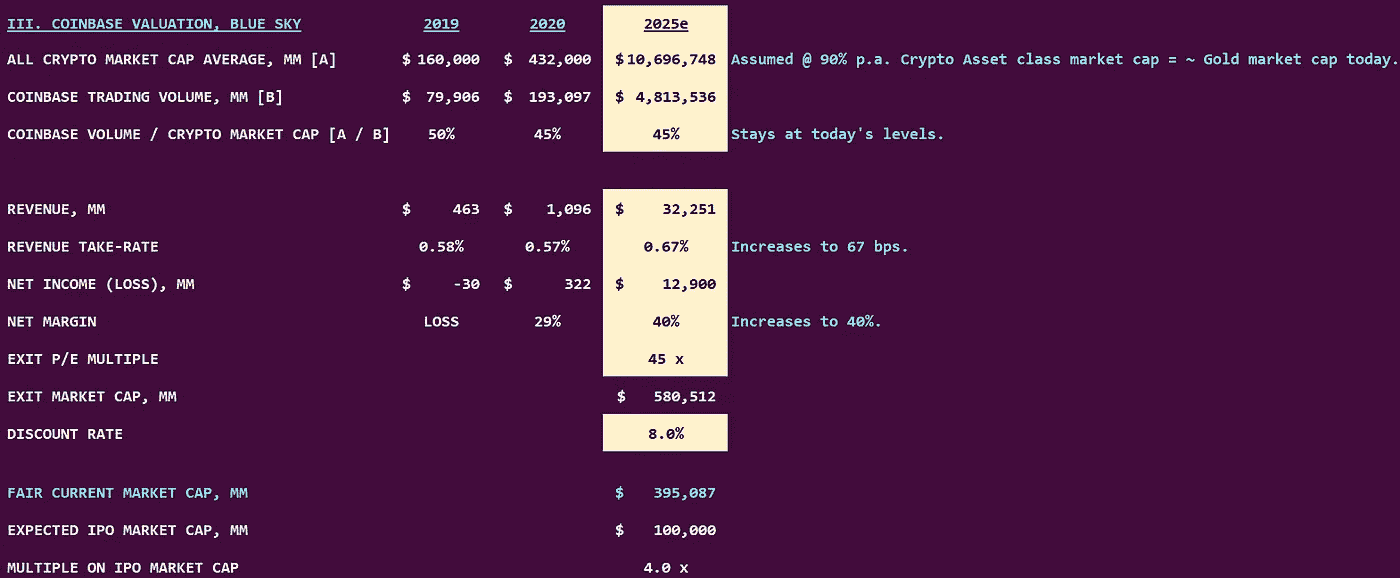 III. COINBASE VALUATION, BLUE SKY 2019 2020 2025e
ALL CRYPTO MARKET CAP AVERAGE, MM [A] $ 160,000 $ 432,000 $ 10,696,748 Assumed @ 90% p.a. Crypto Asset class market cap = ~ Gold market cap today.
COINBASE TRADING VOLUME, MM [B] $ 79,906 $ 193,097 $ 4,813,536
COINBASE VOLUME / CRYPTO MARKET CAP [A / B] 50% 45% 45% Stays at today's levels.
REVENUE, MM $ 463 $ 1,096 $ 32,251
REVENUE TAKE-RATE 0.58% 0.57% 0.67% Increases to 67 bps.
NET INCOME (LOSS), MM $ -30 $ 322 $ 12,900
NET MARGIN LOSS 29% 40% Increases to 40%.
EXIT P/E MULTIPLE 45 x
EXIT MARKET CAP, MM $ 580,512
DISCOUNT RATE 8.0%
FAIR CURRENT MARKET CAP, MM $ 395,087
EXPECTED IPO MARKET CAP, MM $ 100,000
MULTIPLE ON IPO MARKET CAP 4.0 x